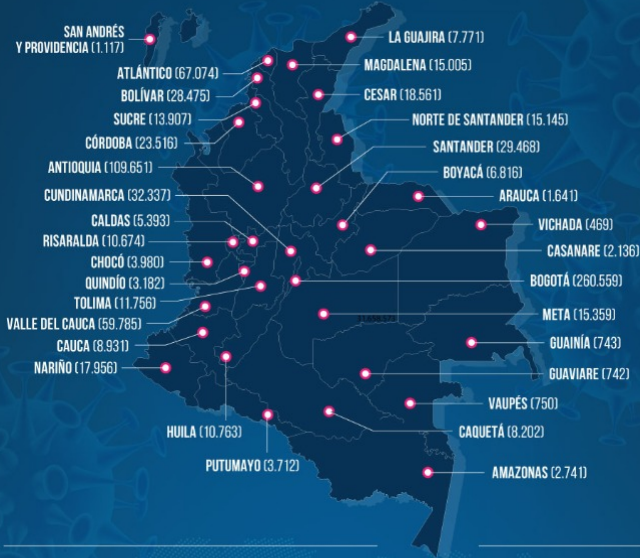 SAN ANDRÉS
Y PROVIDENCIA (1.117)
ATLÁNTICO (67.074)
BOLÍVAR (28.475)
SUCRE (13.907)
CÓRDOBA (23.516)
ANTIOQUIA (109.651)
CUNDINAMARCA (32.337)
CALDAS (5.393)
RISARALDA (10.674)
CHOCÓ (3.980)
QUINDÍO (3.182)
TOLIMA (11.756)
VALLE DEL CAUCA (59.785)
CAUCA (8.931)
NARIÑO (17.956)
HUILA (10.763)
PUTUMAYO (3.712)
LA GUAJIRA (7.771)
MAGDALENA (15.005)
CESAR (18.561)
NORTE DE SANTANDER (15.145)
SANTANDER (29.468)
BOYACÁ (6.816)
ARAUCA (1.641)
VICHADA (469)
CASANARE (2.136)
BOGOTÁ (260.559)
META (15.359)
GUAINÍA (743)
GUAVIARE (742)
VAUPÉS (750)
CAQUETÁ (8.202)
AMAZONAS (2.741)